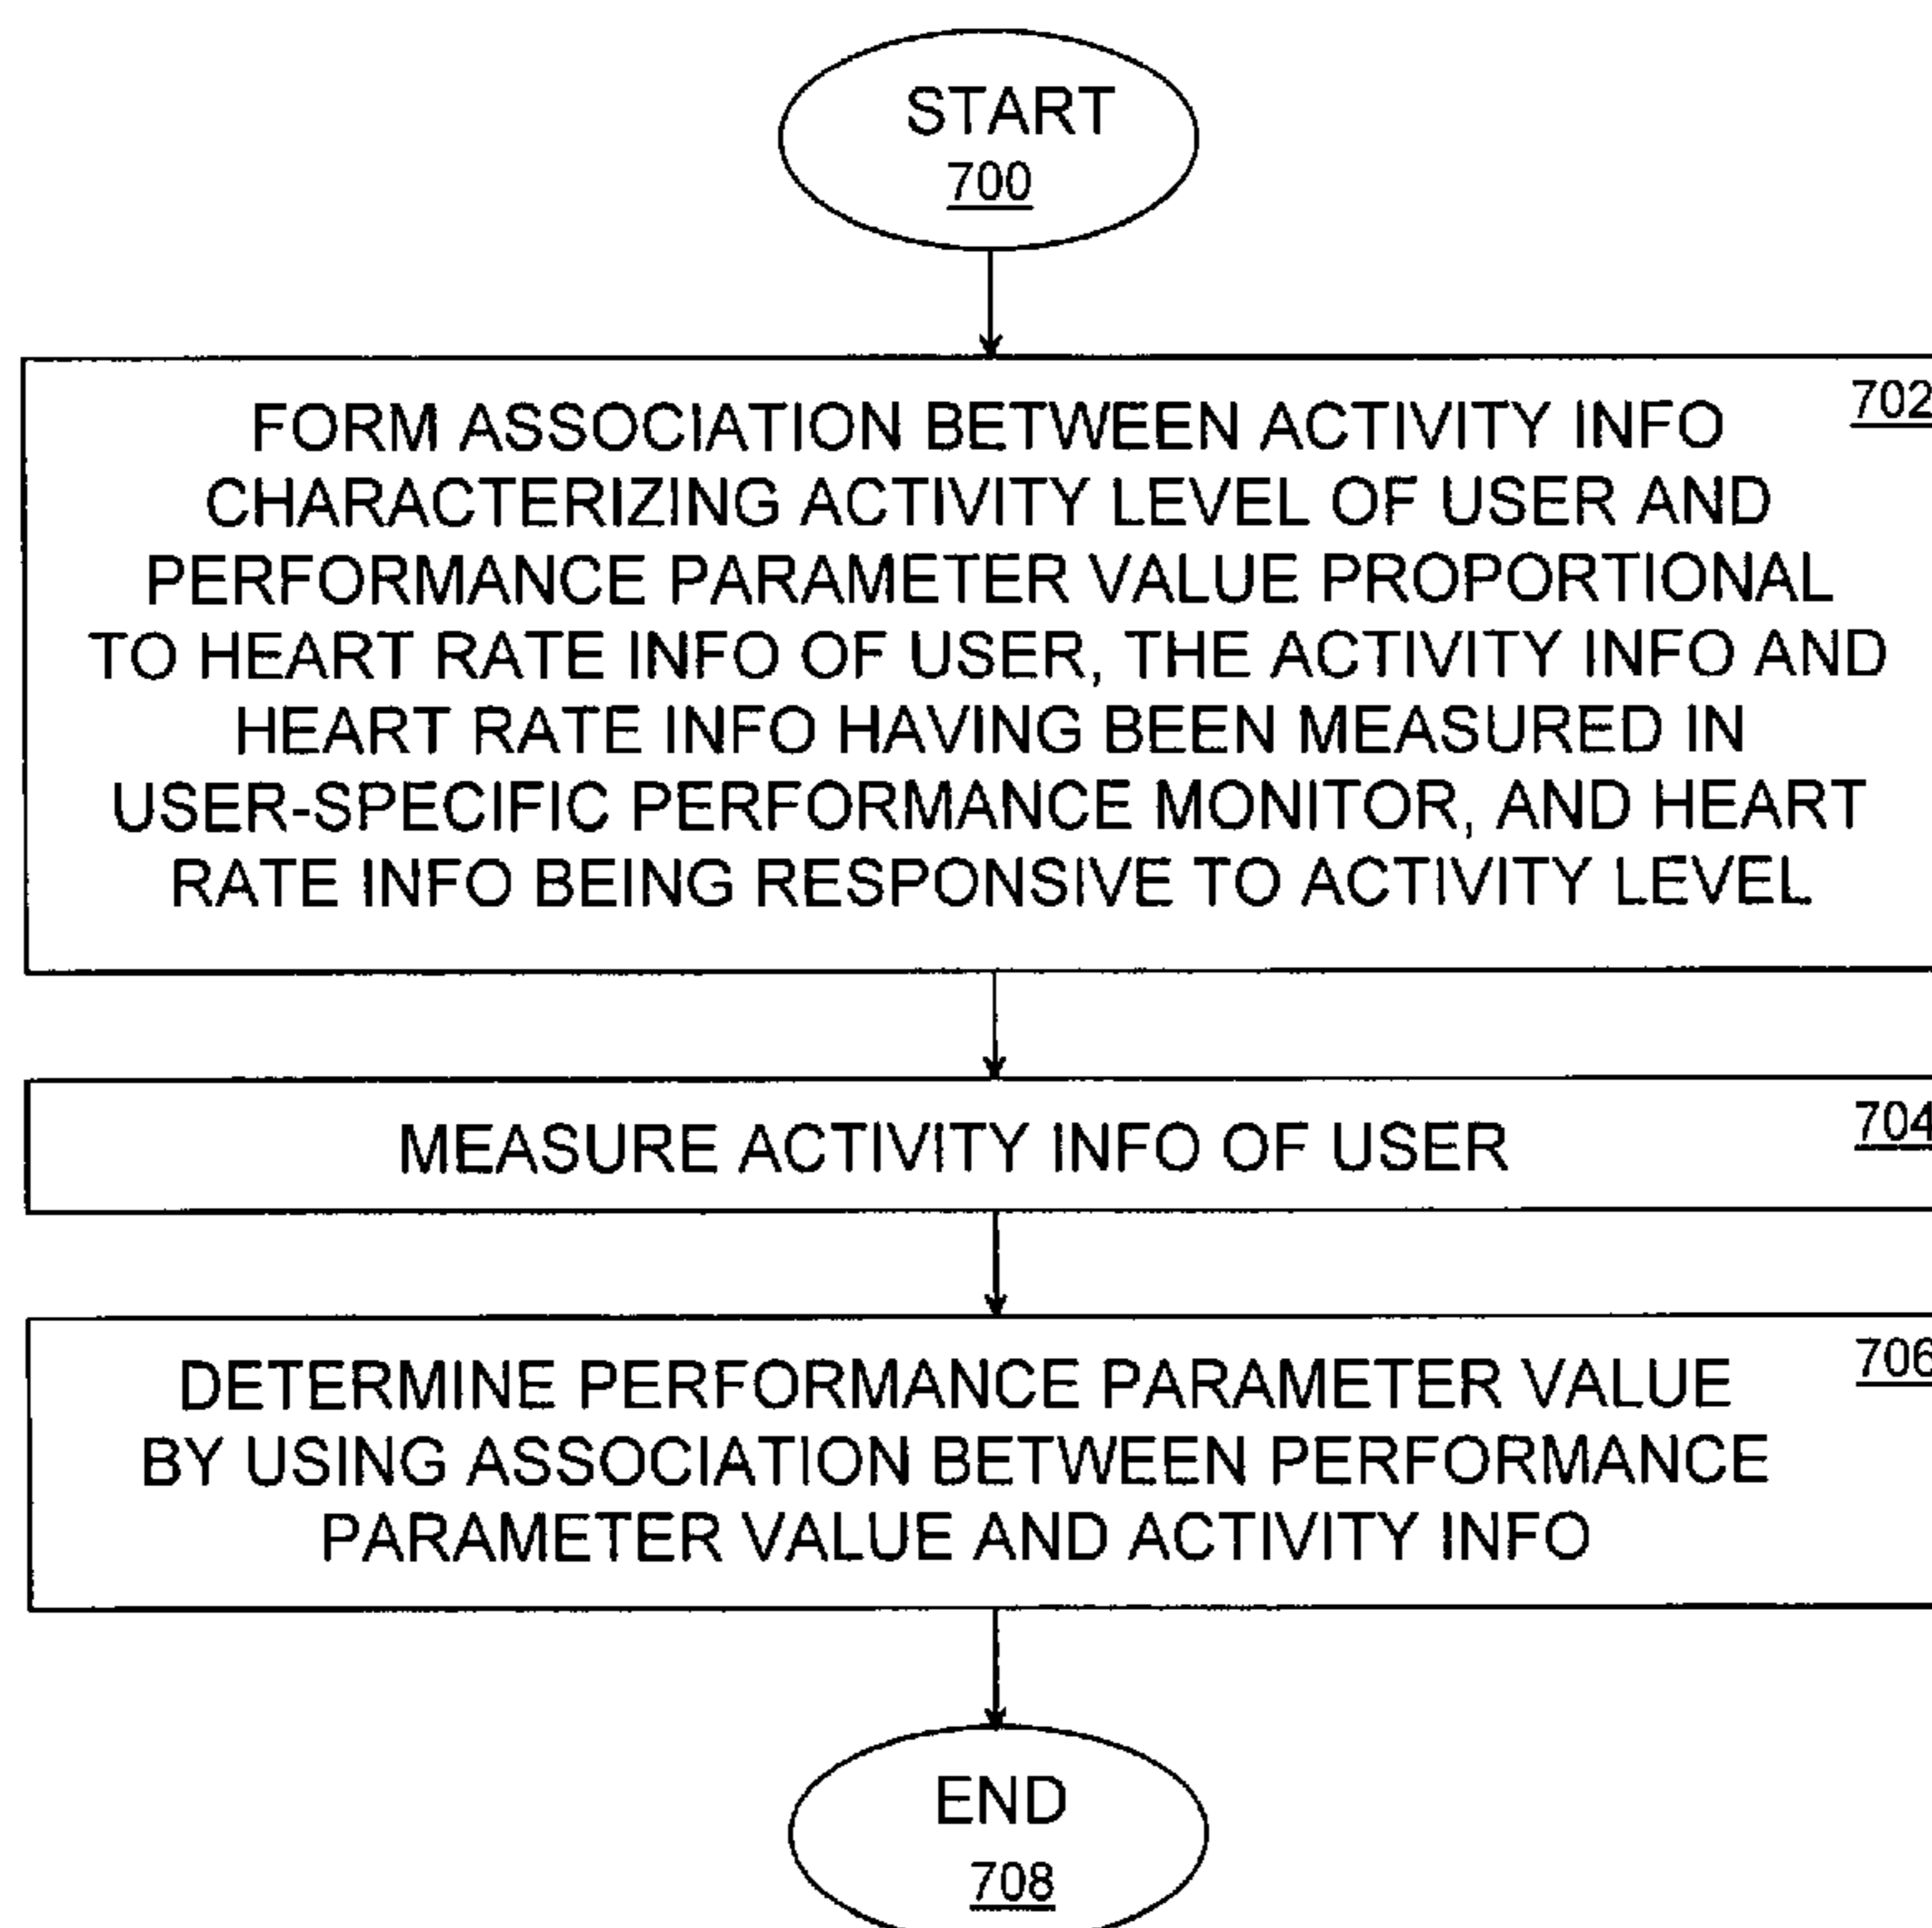 START
700
702
FORM ASSOCIATION BETWEEN ACTIVITY INFO
CHARACTERIZING ACTIVITY LEVEL OF USER AND
PERFORMANCE PARAMETER VALUE PROPORTIONAL
TO HEART RATE INFO OF USER, THE ACTIVITY INFO AND
HEART RATE INFO HAVING BEEN MEASURED IN
USER-SPECIFIC PERFORMANCE MONITOR, AND HEART
RATE INFO BEING RESPONSIVE TO ACTIVITY LEVEL
704
MEASURE ACTIVITY INFO OF USER
706
DETERMINE PERFORMANCE PARAMETER VALUE
BY USING ASSOCIATION BETWEEN PERFORMANCE
PARAMETER VALUE AND ACTIVITY INFO
END
708